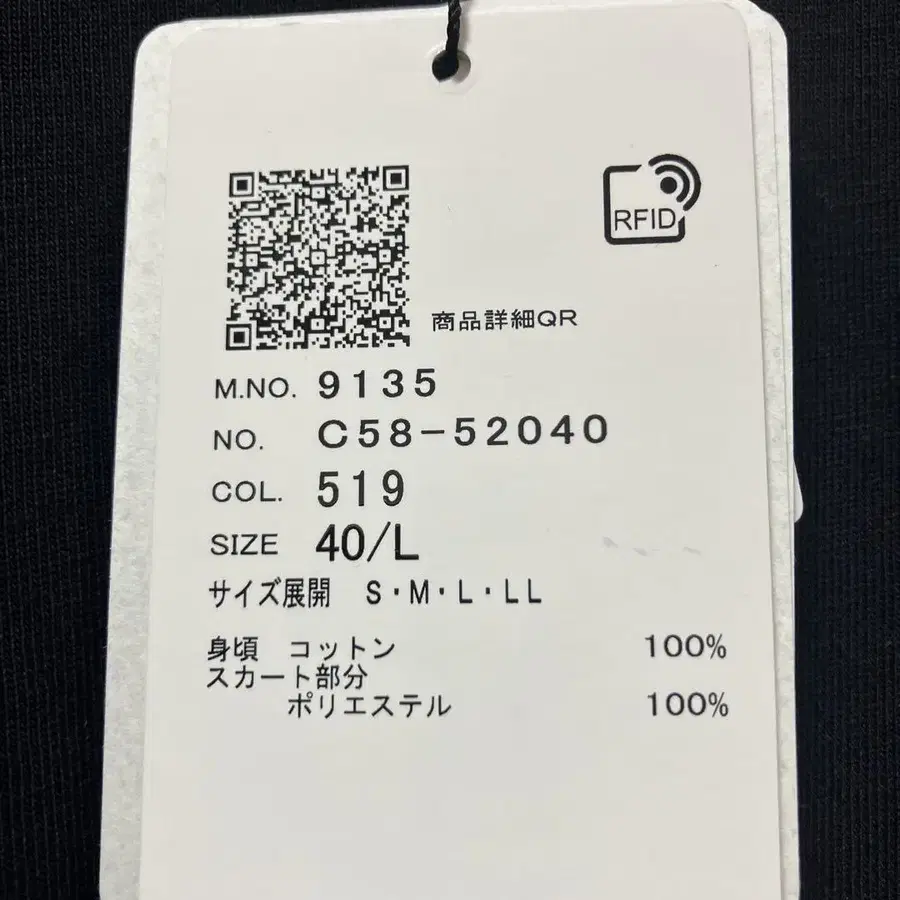 RFID
商品詳細QR
M.NO. 9135
NO. C58-52040
COL. 519
SIZE 40/L
サイズ展開 S・M・L・LL
身頃 コットン 100%
スカート部分
ポリエステル 100%